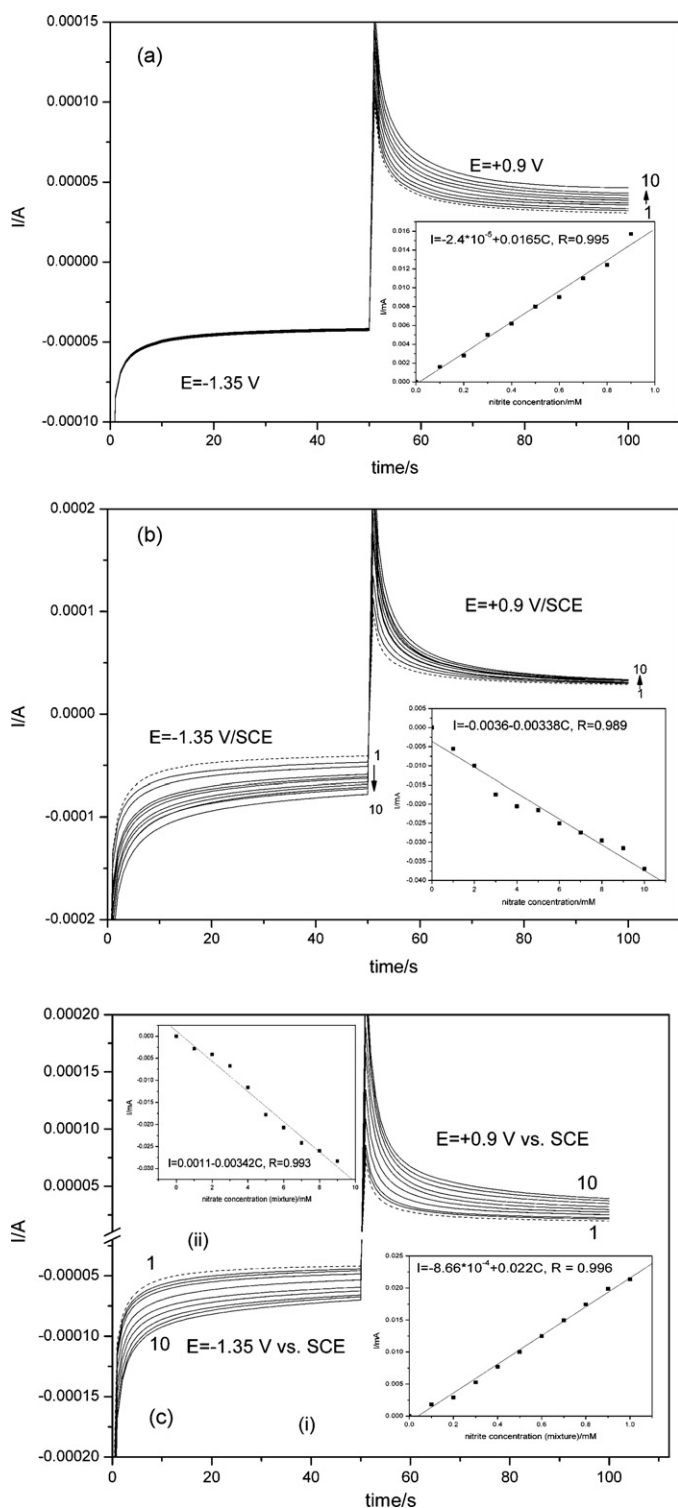 (a)
I/A
0.00015
0.00010
0.00005
0.00000
-0.00005
-0.00010
E=+0.9 V
10
1
E=-1.35 V
I=-2.4*10-5+0.0165C, R=0.995
I/mA
0.016
0.014
0.012
0.010
0.008
0.006
0.004
0.002
0.000
0.0 0.2 0.4 0.6 0.8 1.0
nitrite concentration/mM
0 20 40 60 80 100
time/s
(b)
I/A
0.0002
0.0001
0.0000
-0.0001
-0.0002
E=+0.9 V/SCE
10
1
E=-1.35 V/SCE
1
10
I=-0.0036-0.00338C, R=0.989
I/mA
0.005
0.000
-0.005
-0.010
-0.015
-0.020
-0.025
-0.030
-0.035
-0.040
0 2 4 6 8 10
nitrate concentration/mM
0 20 40 60 80 100
time/s
I/A
0.00020
0.00015
0.00010
0.00005
-0.00005
-0.00010
-0.00015
-0.00020
I/mA
0.000
-0.005
-0.010
-0.015
-0.020
-0.025
-0.030
I=0.0011-0.00342C, R=0.993
0 2 4 6 8 10
nitrate concentration (mixture)/mM
(ii)
E=+0.9 V vs. SCE
10
1
1
10
E=-1.35 V vs. SCE
I=-8.66*10-4+0.022C, R = 0.996
I/mA
0.025
0.020
0.015
0.010
0.005
0.000
0.0 0.2 0.4 0.6 0.8 1.0
nitrite concentration (mixture)/mM
(c)
(i)
0 20 40 60 80 100
time/s